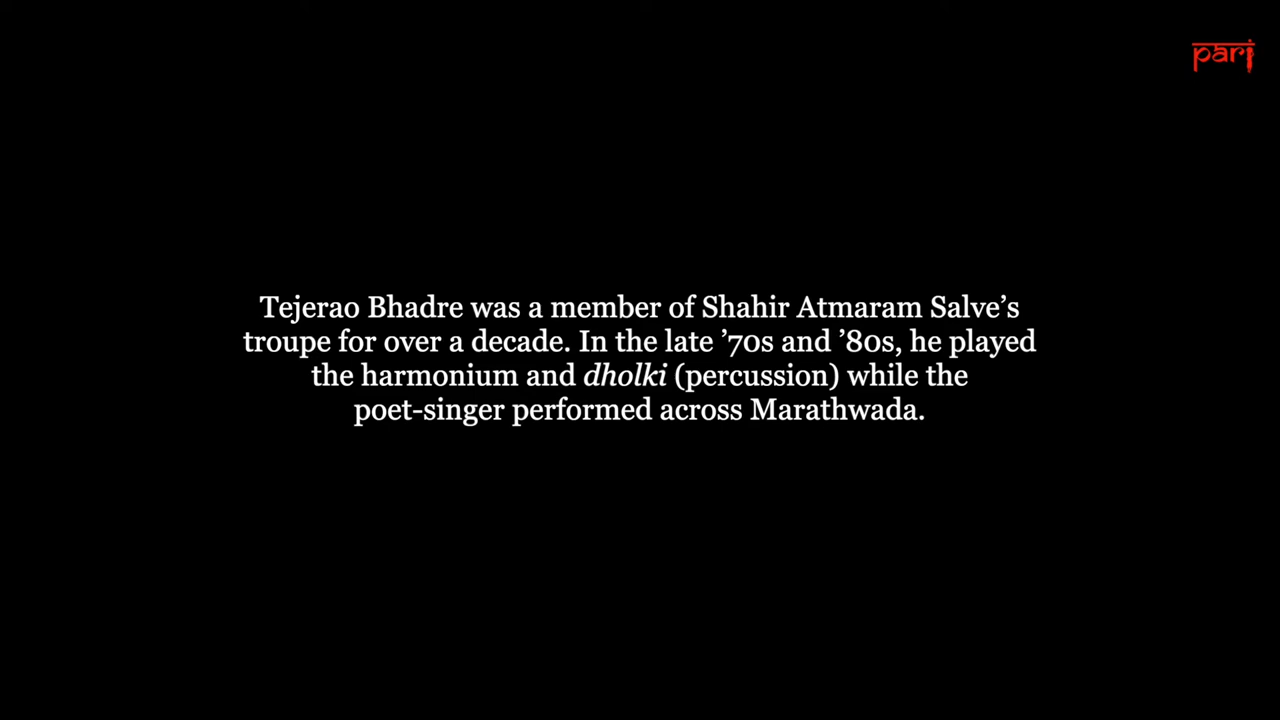 pari
Tejerao Bhadre was a member of Shahir Atmaram Salve’s
troupe for over a decade. In the late ’70s and ’80s, he played
the harmonium and dholki (percussion) while the
poet-singer performed across Marathwada.